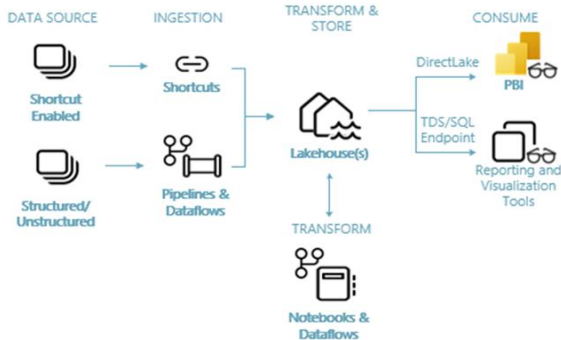 DATA SOURCE
INGESTION
TRANSFORM &
STORE
CONSUME
Shortcut
Enabled
Shortcuts
Structured/
Unstructured
Pipelines &
Dataflows
Lakehouse(s)
DirectLake
PBI
TDS/SQL
Endpoint
Reporting and
Visualization
Tools
TRANSFORM
Notebooks &
Dataflows